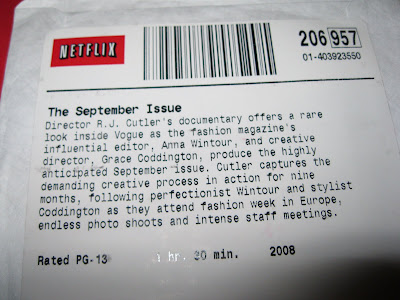 NETFLIX
206 957
01-403923550
The September Issue
Director R.J. Cutler's documentary offers a rare
look inside Vogue as the fashion magazine's
influential editor, Anna Wintour, and creative
director, Grace Coddington, produce the highly
anticipated September issue. Cutler captures the
demanding creative process in action for nine
months, following perfectionist Wintour and stylist
Coddington as they attend fashion week in Europe,
endless photo shoots and intense staff meetings.
Rated PG-13 hr. 30 min. 2008